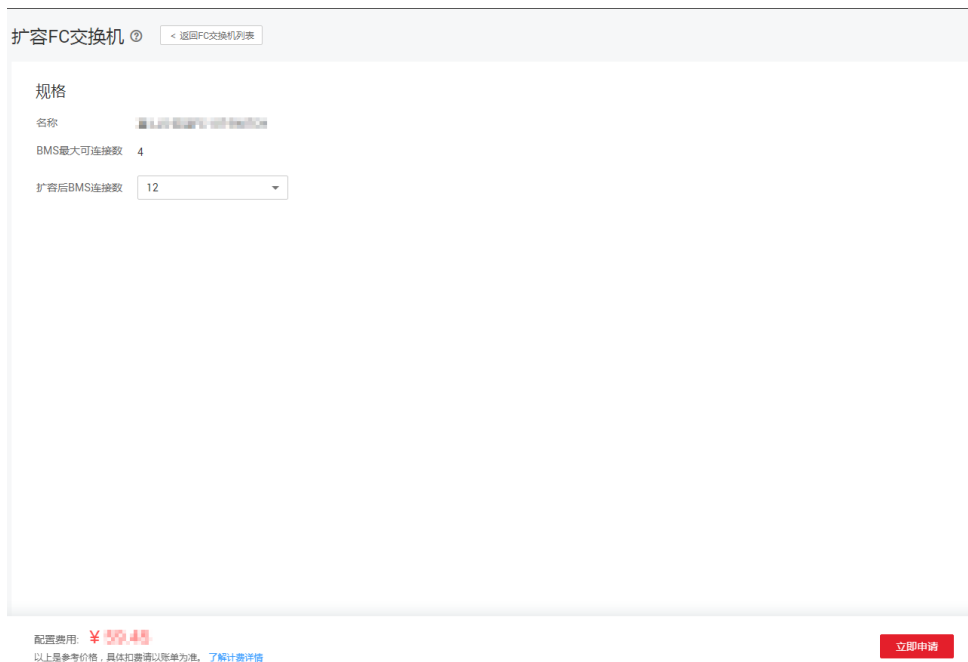 扩容FC交换机
< 返回FC交换机列表
规格
名称
BMS最大可连接数 4
扩容后BMS连接数 12
配置费用: ¥
以上是参考价格，具体扣费请以账单为准。 了解计费详情
立即申请